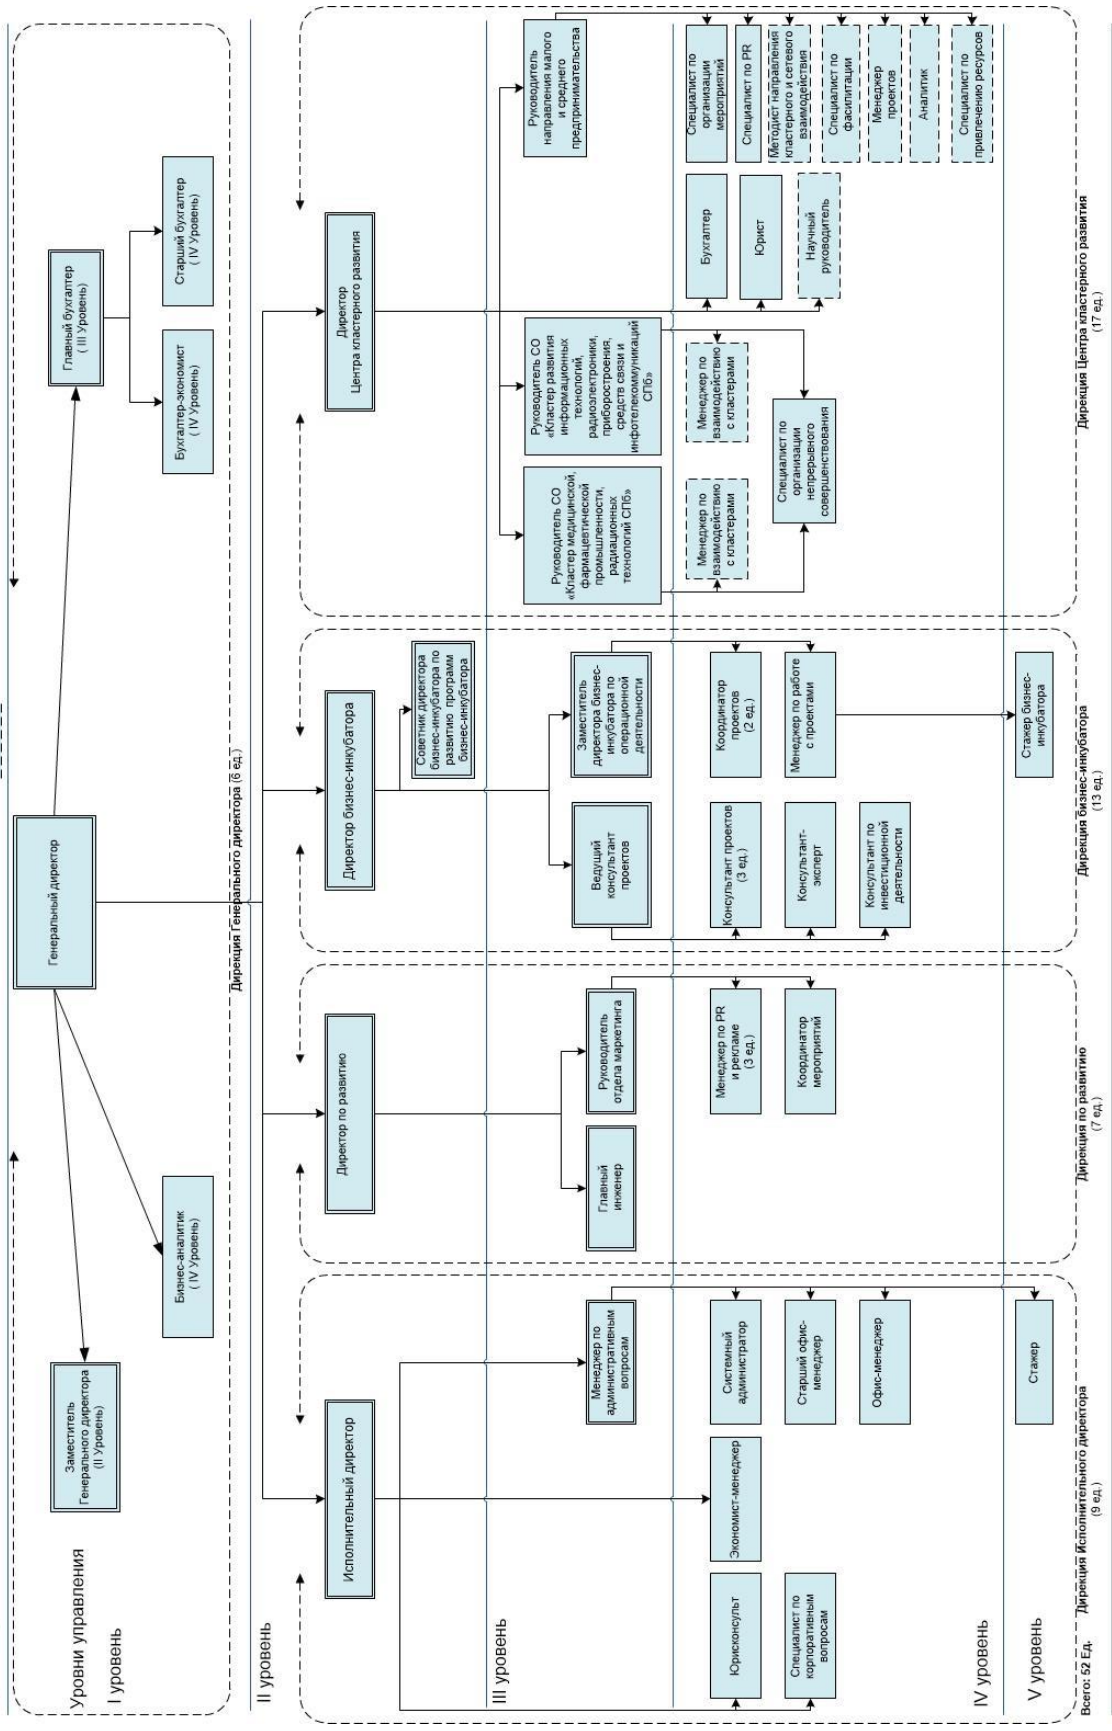 Уровни управления
I уровень
Генеральный директор
Заместитель
Генерального директора
(II Уровень)
Бизнес-аналитик
( IV Уровень)
Главный бухгалтер
( III Уровень)
Бухгалтер-экономист
( IV Уровень)
Старший бухгалтер
( IV Уровень)
Дирекция Генерального директора (6 ед.)
II уровень
Исполнительный директор
Директор по развитию
Директор бизнес-инкубатора
Директор
Центра кластерного развития
Советник директора
бизнес-инкубатора по
развитию программ
бизнес-инкубатора
III уровень
Менеджер по
административным
вопросам
Главный
инженер
Руководитель
отдела маркетинга
Ведущий
консультант
проектов
Заместитель
директора бизнес-
инкубатора по
операционной
деятельности
Руководитель СО
«Кластер медицинской,
фармацевтической
промышленности,
радиационных
технологий СПб»
Руководитель СО
«Кластер развития
информационных
технологий,
радиоэлектроники,
приборостроения,
средств связи и
инфотелекоммуникаций
СПб»
Руководитель
направления малого
и среднего
предпринимательства
IV уровень
Юрисконсульт
Специалист по
корпоративным
вопросам
Экономист-менеджер
Системный
администратор
Старший офис-
менеджер
Офис-менеджер
Менеджер по PR
и рекламе
(3 ед.)
Координатор
мероприятий
Консультант проектов
(3 ед.)
Консультант-
эксперт
Консультант по
инвестиционной
деятельности
Координатор
проектов
(2 ед.)
Менеджер по работе
с проектами
Менеджер по
взаимодействию
с кластерами
Менеджер по
взаимодействию
с кластерами
Специалист по
организации
непрерывного
совершенствования
Бухгалтер
Юрист
Научный
руководитель
Специалист по
организации
мероприятий
Специалист по PR
Методист направления
кластерного и сетевого
взаимодействия
Специалист по
фасилитации
Менеджер
проектов
Аналитик
Специалист по
привлечению ресурсов
V уровень
Стажер
Стажер бизнес-
инкубатора
Всего: 52 Ед.
Дирекция Исполнительного директора
(9 ед.)
Дирекция по развитию
(7 ед.)
Дирекция бизнес-инкубатора
(13 ед.)
Дирекция Центра кластерного развития
(17 ед.)